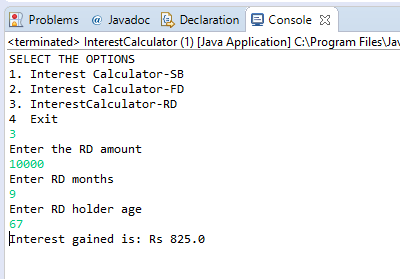 Problems @ Javadoc Declaration Console
<terminated> InterestCalculator (1) [Java Application] C:\Program Files\Jav
SELECT THE OPTIONS
1. Interest Calculator-SB
2. Interest Calculator-FD
3. InterestCalculator-RD
4  Exit
3
Enter the RD amount
10000
Enter RD months
9
Enter RD holder age
67
Interest gained is: Rs 825.0